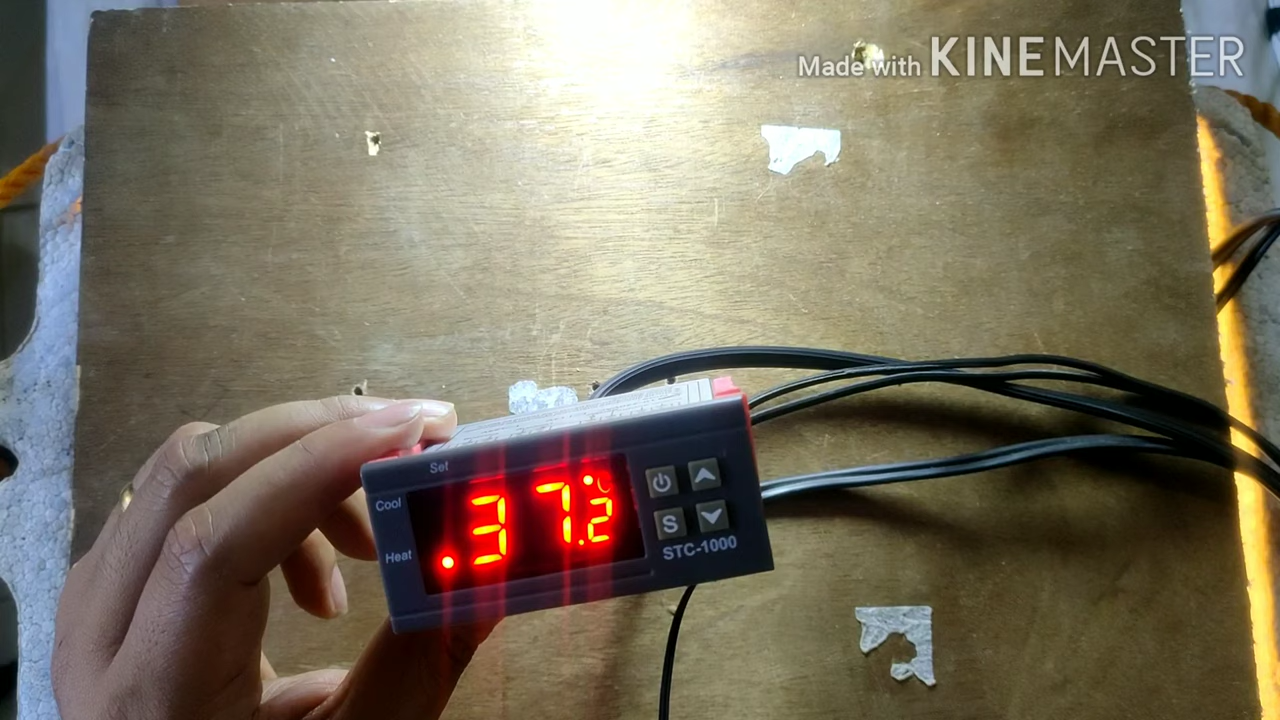 Made with KINEMASTER
Set
Cool
Heat
37.2
°C
S
STC-1000